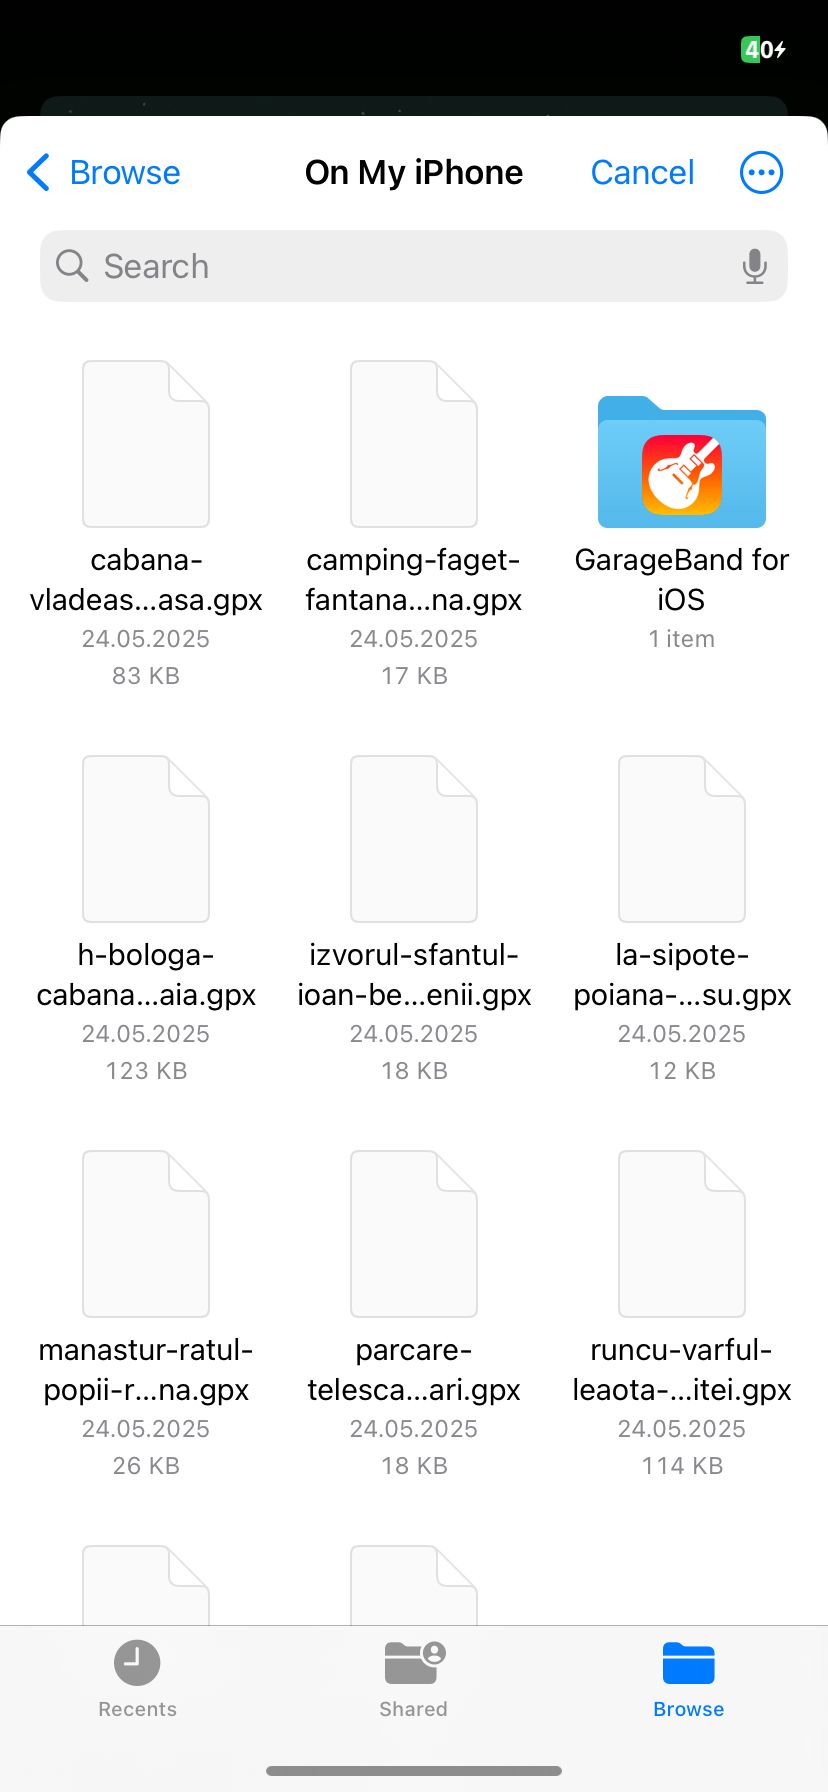 40
Browse
On My iPhone
Cancel
Search
cabana-
vladeas...asa.gpx
24.05.2025
83 KB
camping-faget-
fantana...na.gpx
24.05.2025
17 KB
GarageBand for
iOS
1 item
h-bologa-
cabana...aia.gpx
24.05.2025
123 KB
izvorul-sfantul-
ioan-be...enii.gpx
24.05.2025
18 KB
la-sipote-
poiana-...su.gpx
24.05.2025
12 KB
manastur-ratul-
popii-r...na.gpx
24.05.2025
26 KB
parcare-
telesca...ari.gpx
24.05.2025
18 KB
runcu-varful-
leaota-...itei.gpx
24.05.2025
114 KB
Recents
Shared
Browse